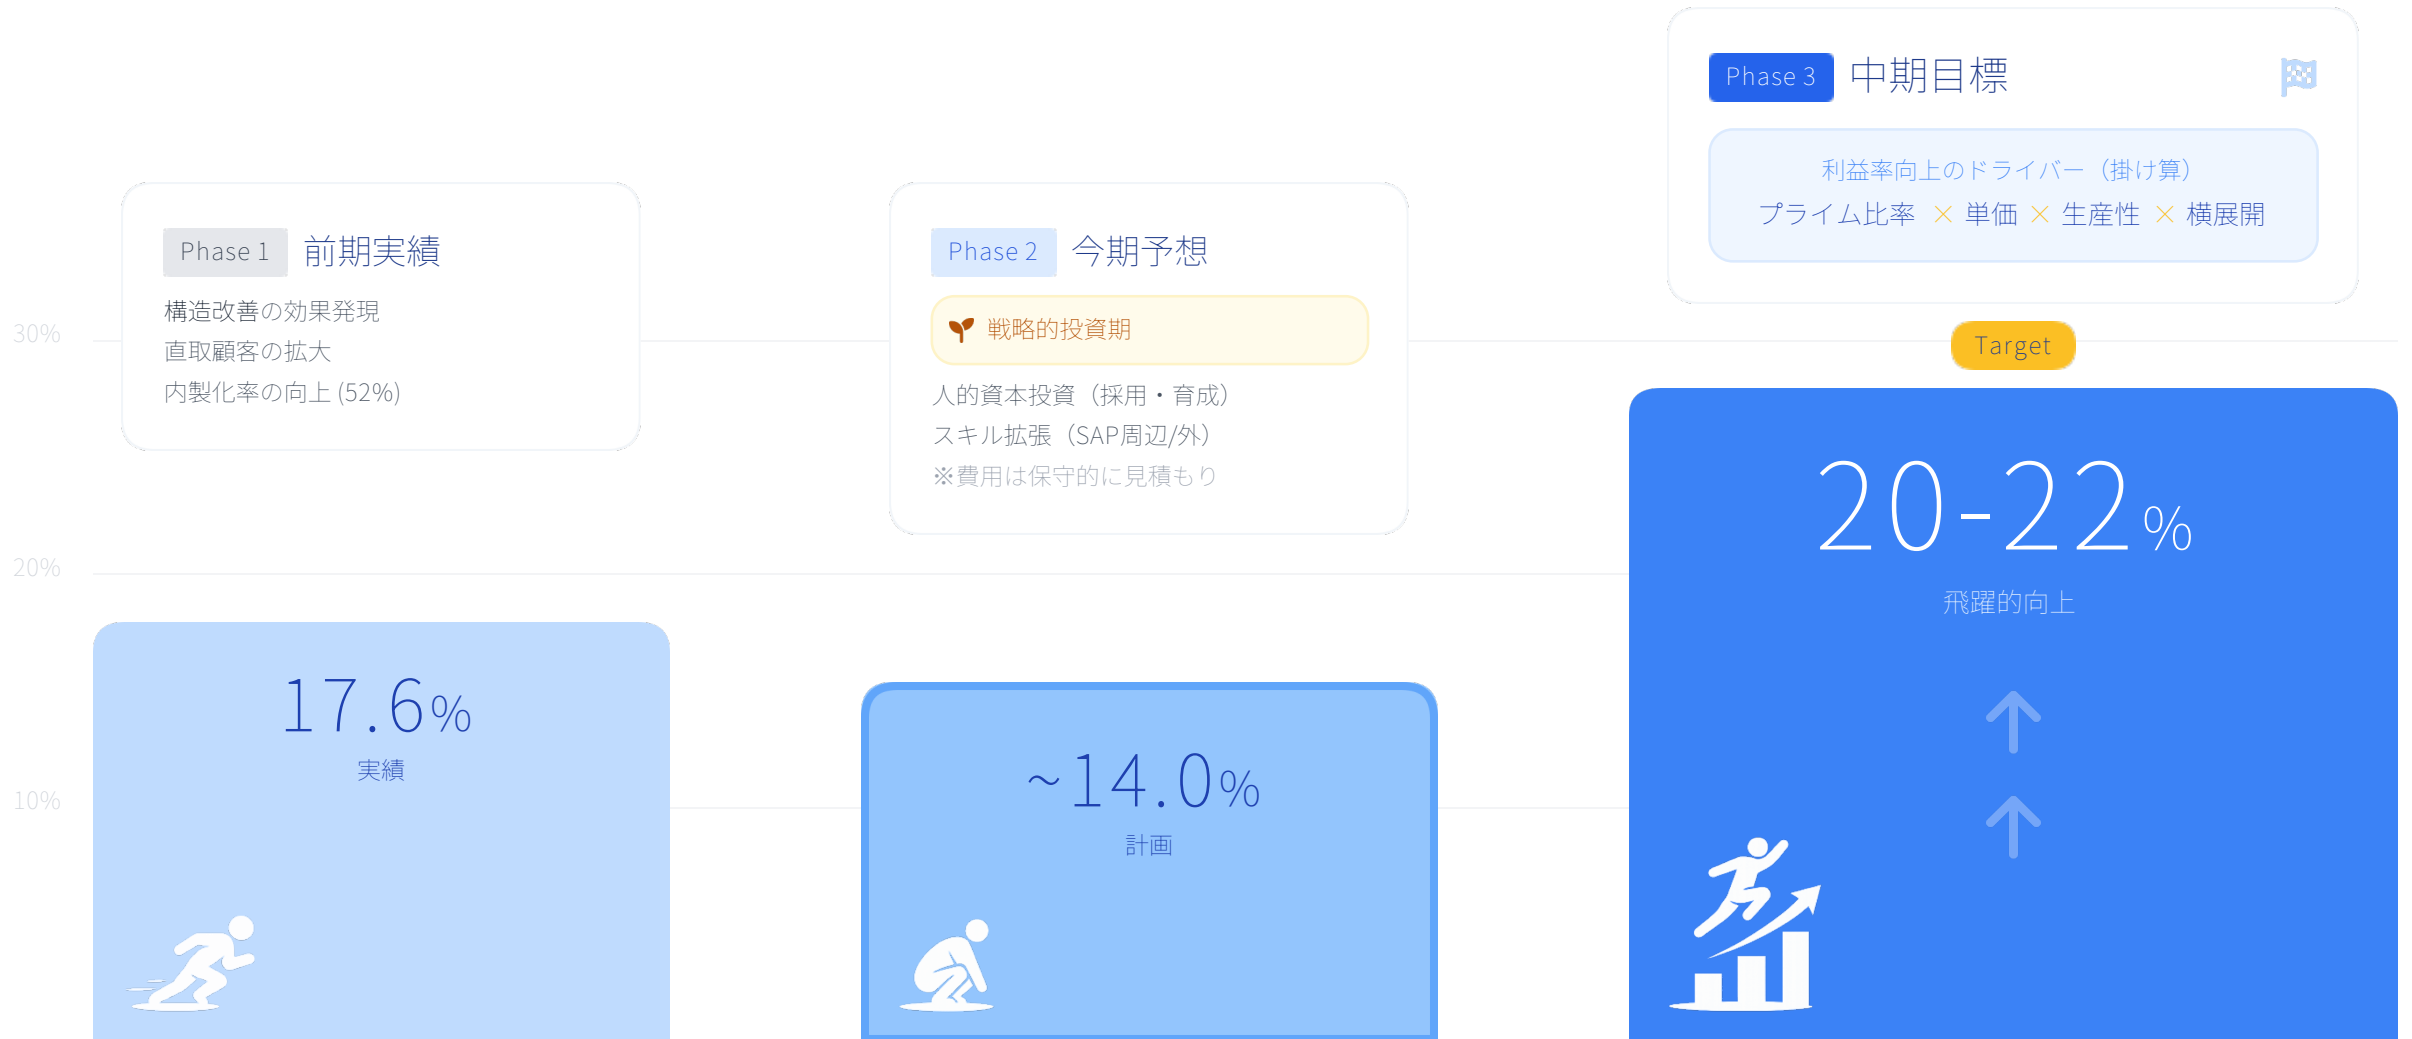 Phase 1 前期実績
構造改善の効果発現
直取顧客の拡大
内製化率の向上 (52%)
17.6%
実績
Phase 2 今期予想
戦略的投資期
人的資本投資（採用・育成）
スキル拡張（SAP周辺/外）
※費用は保守的に見積もり
~14.0%
計画
Phase 3 中期目標
利益率向上のドライバー（掛け算）
プライム比率 × 単価 × 生産性 × 横展開
Target
20-22%
飛躍的向上
30%
20%
10%